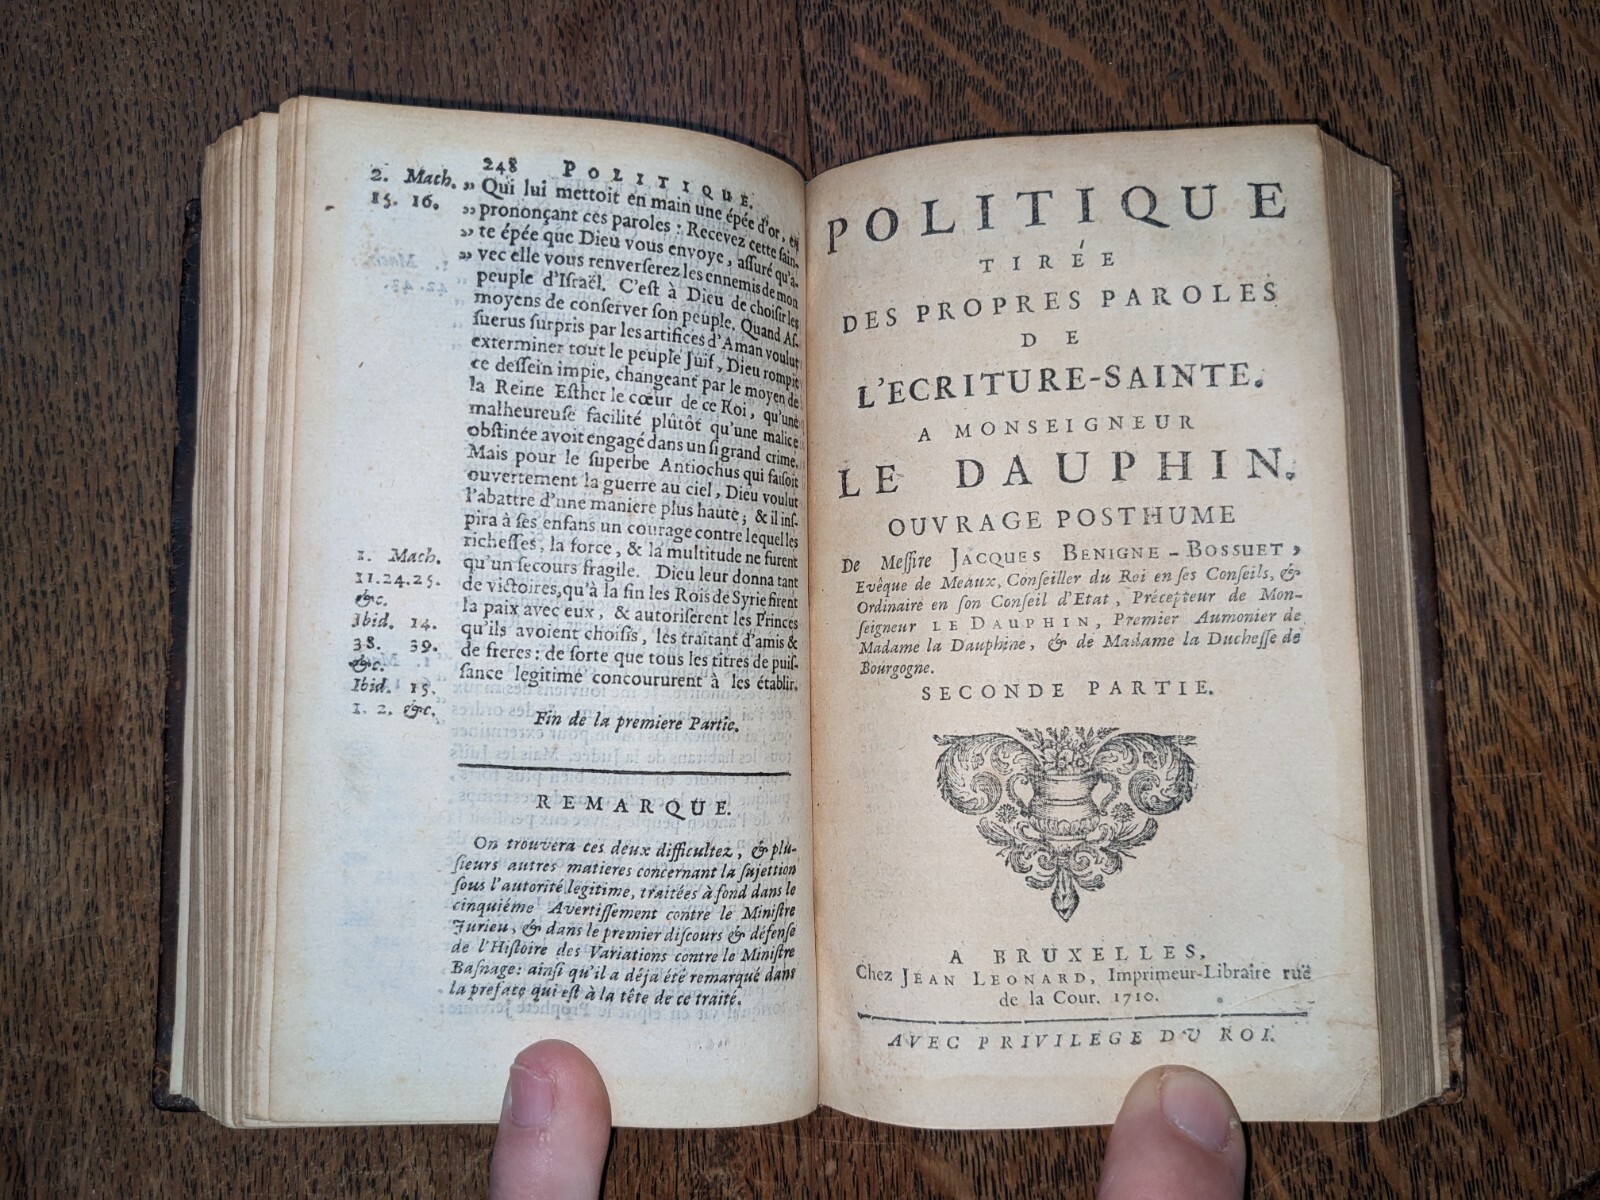 248 POLITIQUE.
2. Mach. „ Qui lui mettoit en main une épée d'or, en
15. 16. „ prononçant ces paroles : Recevez cette sain-
„ te épée que Dieu vous envoye, assuré qu'a-
„ vec elle vous renverserez les ennemis de mon
peuple d'Israël. C'est à Dieu de choisir les
moyens de conserver son peuple. Quand As-
suerus surpris par les artifices d'Aman voulut
exterminer tout le peuple Juif, Dieu rompit
ce dessein impie, changeant par le moyen de
la Reine Esther le cœur de ce Roi, qu'une
malheureuse facilité plûtôt qu'une malice
obstinée avoit engagé dans un si grand crime.
Mais pour le superbe Antiochus qui faisoit
ouvertement la guerre au ciel, Dieu voulut
l'abattre d'une maniere plus haute ; & il ins-
pira à ses enfans un courage contre lequel les
richesses, la force, & la multitude ne furent
1. Mach. qu'un secours fragile. Dieu leur donna tant
11.24.25. de victoires, qu'à la fin les Rois de Syrie firent
&c. la paix avec eux, & autoriserent les Princes
Ibid. 14. qu'ils avoient choisis, les traitant d'amis &
38. 39. de freres : de sorte que tous les titres de puis-
&c. sance legitime concoururent à les établir.
Ibid. 15.
1. 2. &c.
Fin de la premiere Partie.
REMARQUE.
On trouvera ces deux difficultez, & plu-
sieurs autres matieres concernant la sujettion
sous l'autorité legitime, traitées à fond dans le
cinquiéme Avertissement contre le Ministre
Jurieu, & dans le premier discours & défense
de l'Histoire des Variations contre le Ministre
Basnage : ainsi qu'il a déja été remarqué dans
la preface qui est à la tête de ce traité.
POLITIQUE
TIRÉE
DES PROPRES PAROLES
DE
L'ECRITURE-SAINTE.
A MONSEIGNEUR
LE DAUPHIN.
OUVRAGE POSTHUME
De Messire JACQUES BENIGNE-BOSSUET,
Evêque de Meaux, Conseiller du Roi en ses Conseils, &
Ordinaire en son Conseil d'Etat, Précepteur de Mon-
seigneur LE DAUPHIN, Premier Aumonier de
Madame la Dauphine, & de Madame la Duchesse de
Bourgogne.
SECONDE PARTIE.
A BRUXELLES,
Chez JEAN LEONARD, Imprimeur-Libraire ruë
de la Cour. 1710.
AVEC PRIVILEGE DU ROI.